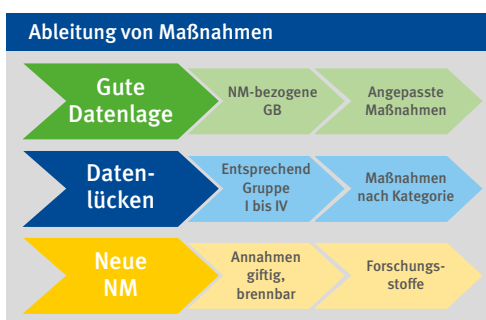 Ableitung von Maßnahmen
Gute
Datenlage
NM-bezogene
GB
Angepasste
Maßnahmen
Daten-
lücken
Entsprechend
Gruppe
I bis IV
Maßnahmen
nach Kategorie
Neue
NM
Annahmen
giftig,
brennbar
Forschungs-
stoffe